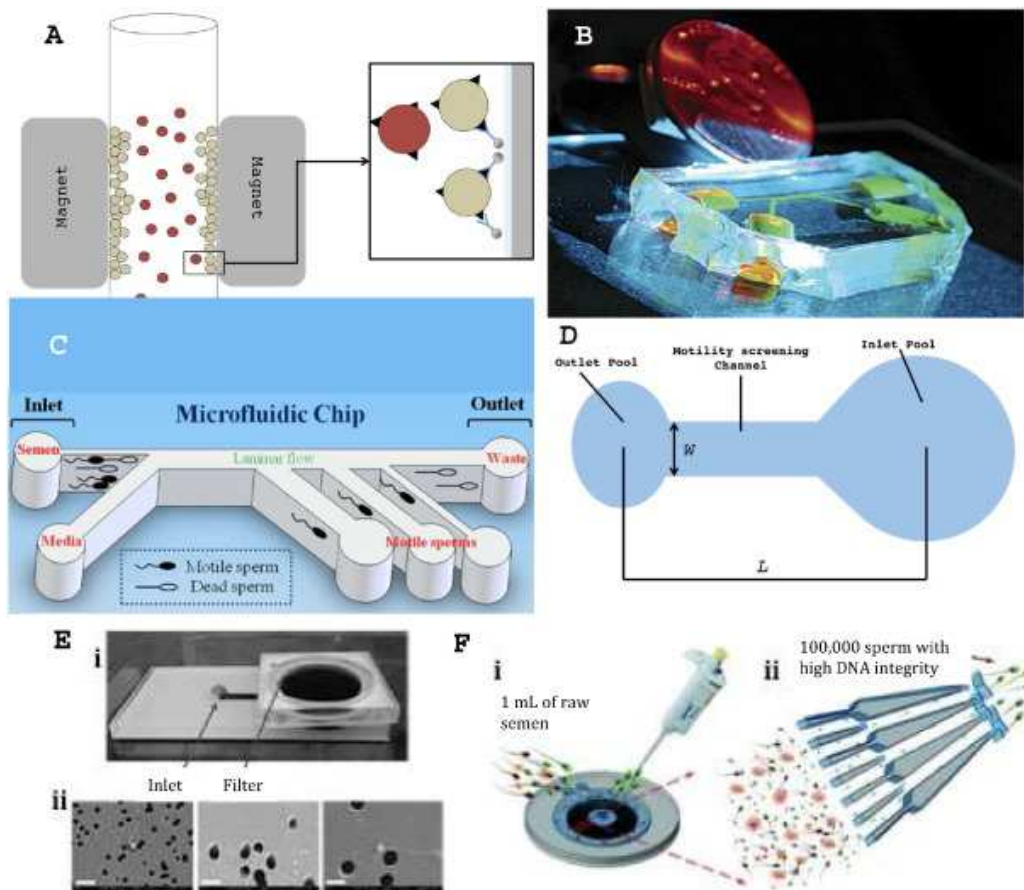 A
Magnet
Magnet
B
C
Inlet
Microfluidic Chip
Outlet
Semen
Laminar flow
Waste
Media
Motile sperms
Motile sperm
Dead sperm
D
Outlet Pool
Motility screening
Channel
Inlet Pool
W
L
E
i
Inlet
Filter
ii
F
i
1 mL of raw
semen
ii
100,000 sperm with
high DNA integrity